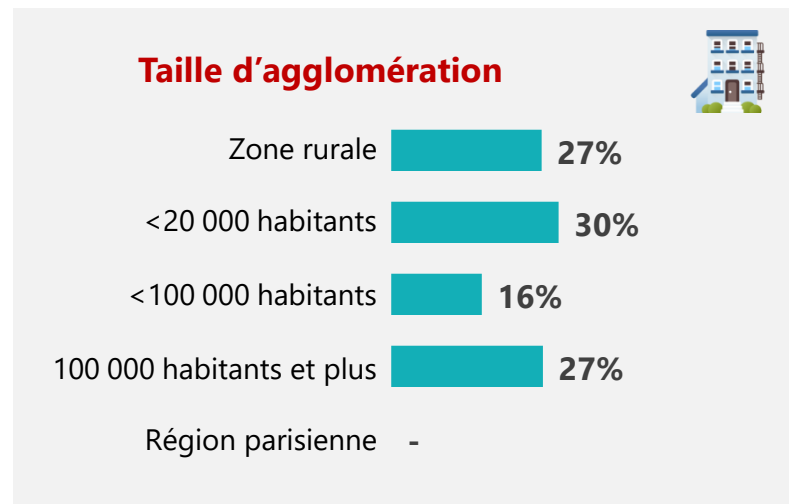 Taille d’agglomération
Zone rurale 27%
<20 000 habitants 30%
<100 000 habitants 16%
100 000 habitants et plus 27%
Région parisienne -